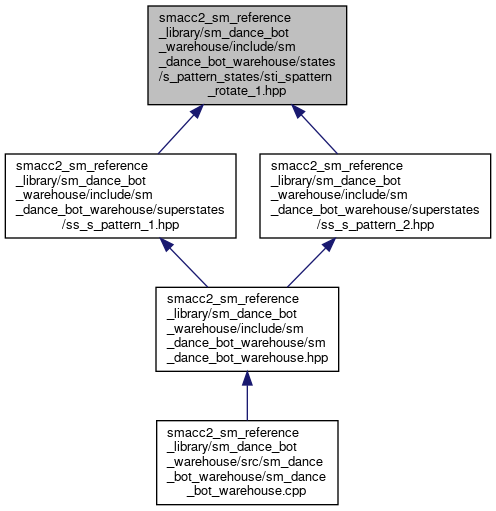 smacc2_sm_reference
_library/sm_dance_bot
_warehouse/include/sm
_dance_bot_warehouse/states
/s_pattern_states/sti_spattern
_rotate_1.hpp
smacc2_sm_reference
_library/sm_dance_bot
_warehouse/include/sm
_dance_bot_warehouse/superstates
/ss_s_pattern_1.hpp
smacc2_sm_reference
_library/sm_dance_bot
_warehouse/include/sm
_dance_bot_warehouse/superstates
/ss_s_pattern_2.hpp
smacc2_sm_reference
_library/sm_dance_bot
_warehouse/include/sm
_dance_bot_warehouse/sm
_dance_bot_warehouse.hpp
smacc2_sm_reference
_library/sm_dance_bot
_warehouse/src/sm_dance
_bot_warehouse/sm_dance
_bot_warehouse.cpp